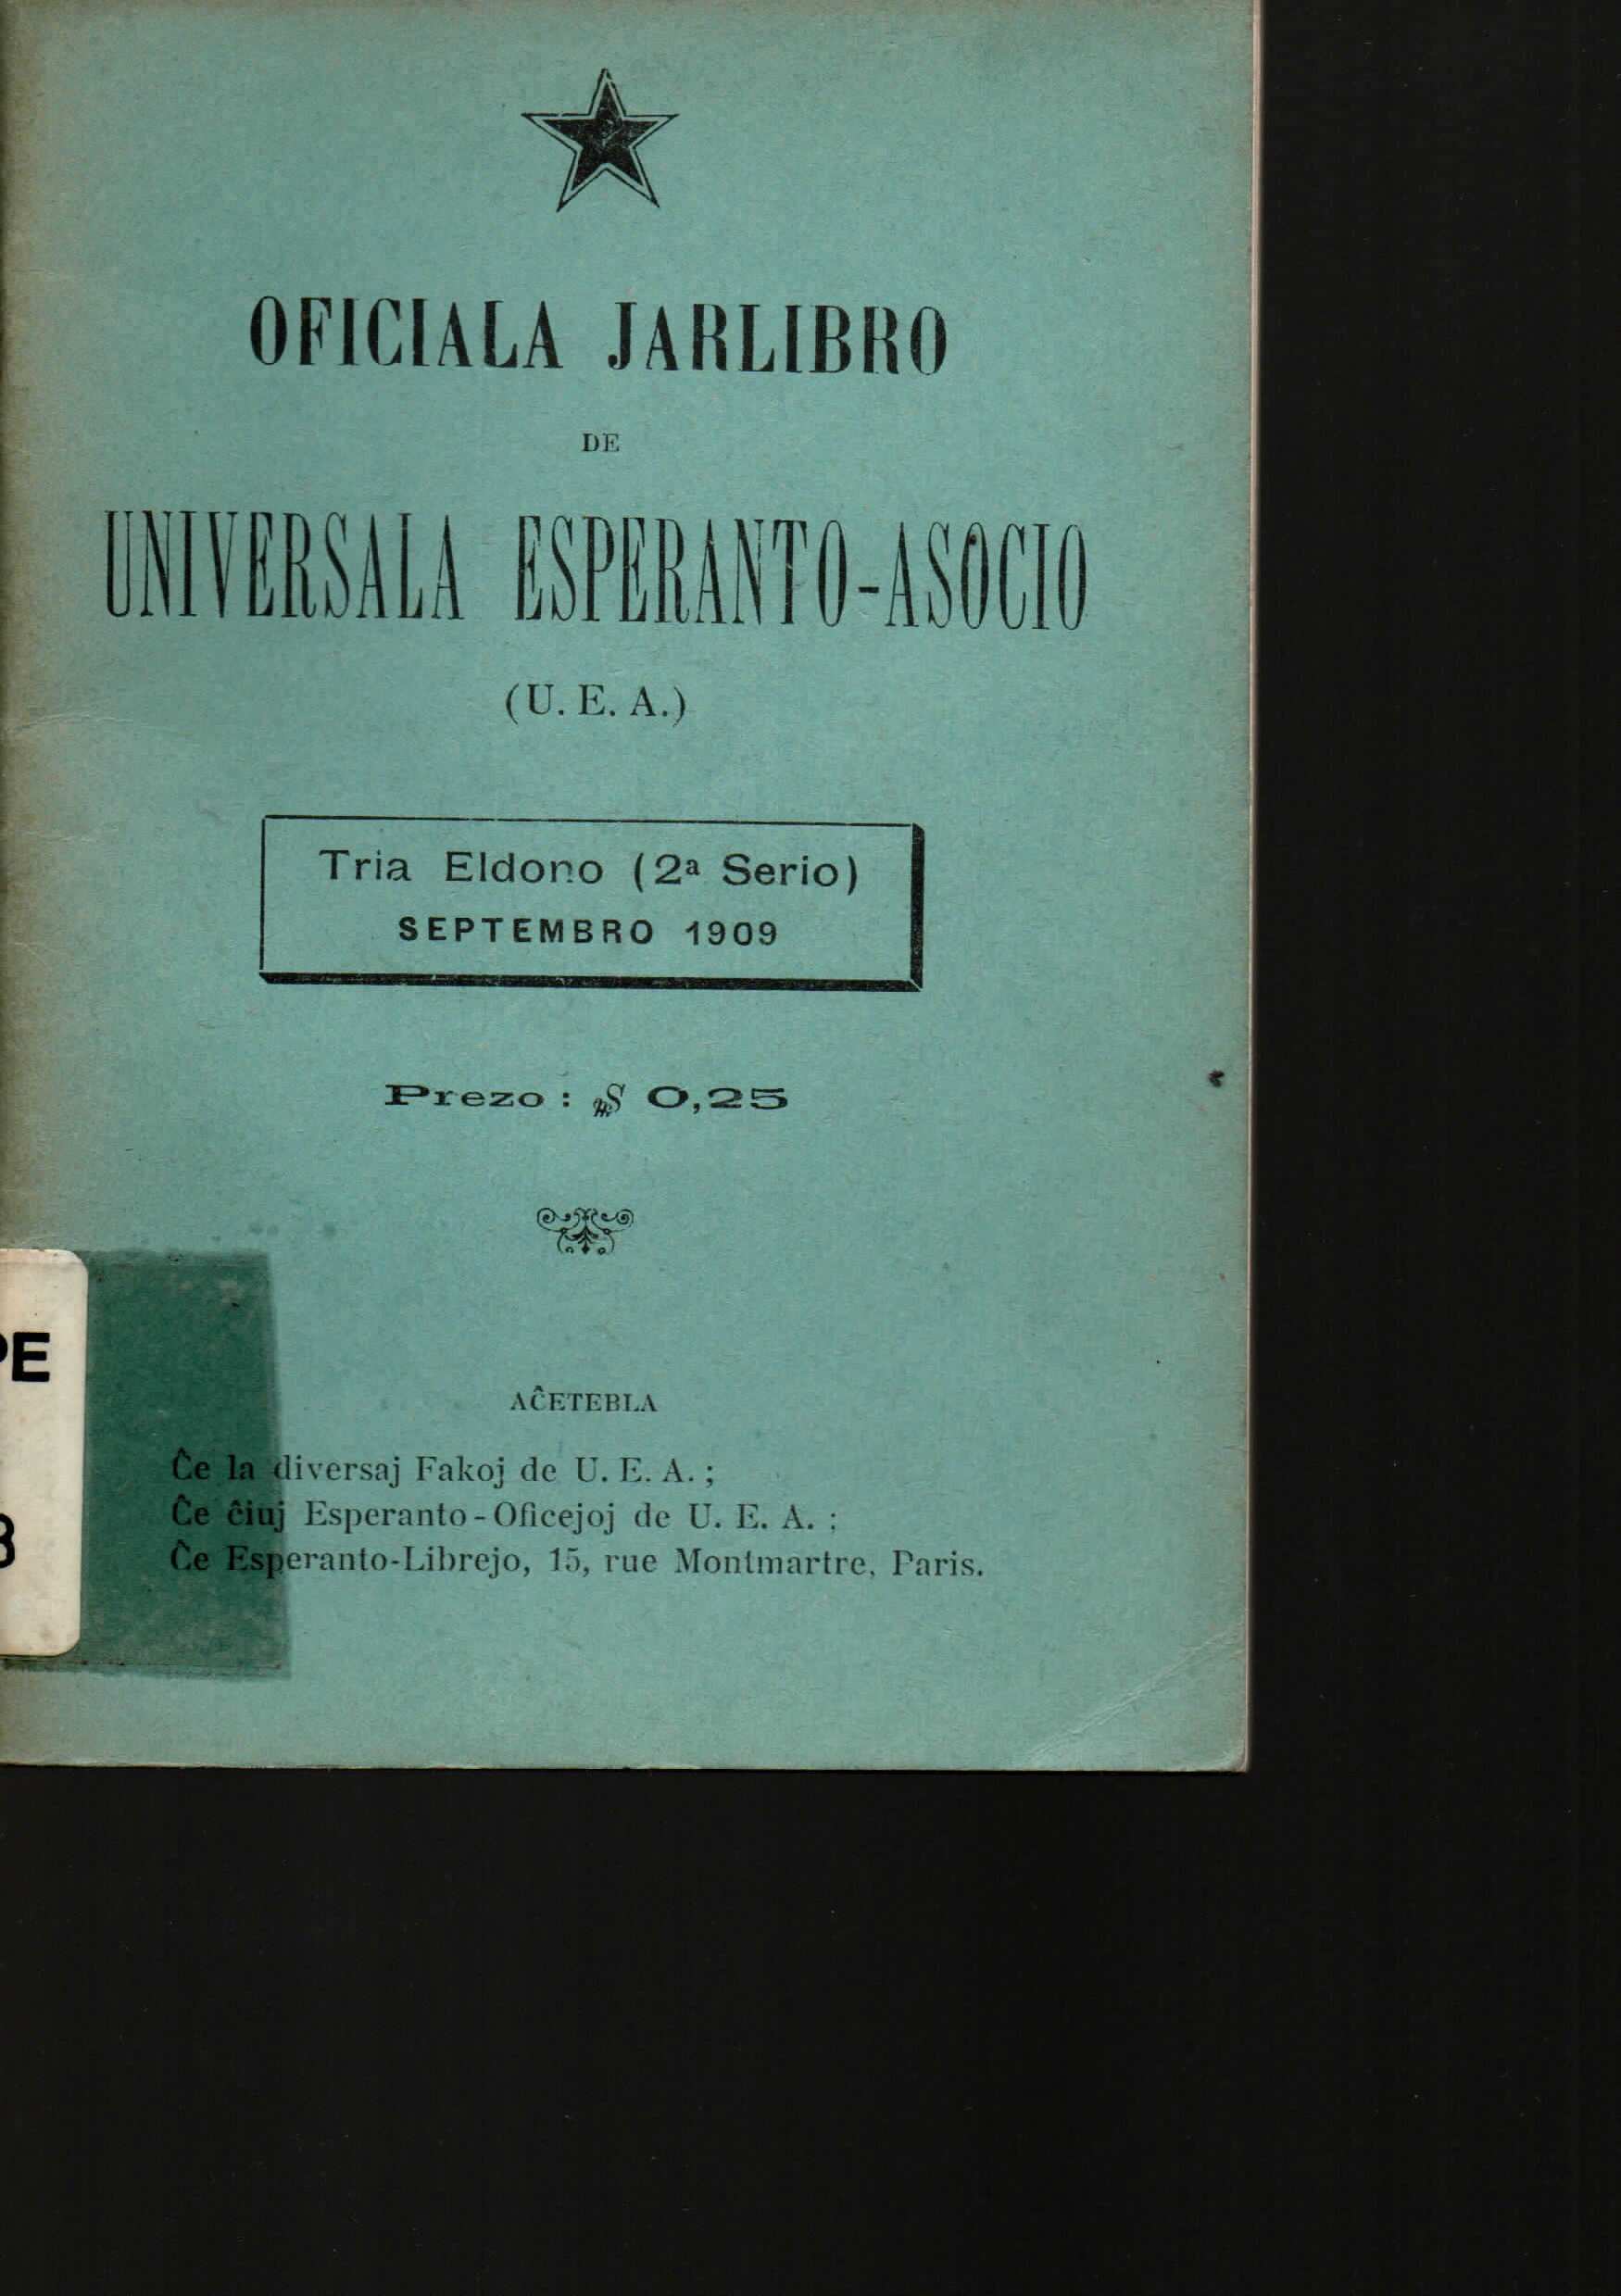 OFICIALA JARLIBRO
DE
UNIVERSALA ESPERANTO-ASOCIO
(U. E. A.)
Tria Eldono (2ª Serio)
SEPTEMBRO 1909
Prezo : 0,25
AĈETEBLA
Ĉe la diversaj Fakoj de U. E. A. ;
Ĉe ĉiuj Esperanto-Oficejoj de U. E. A. ;
Ĉe Esperanto-Librejo, 15, rue Montmartre, Paris.